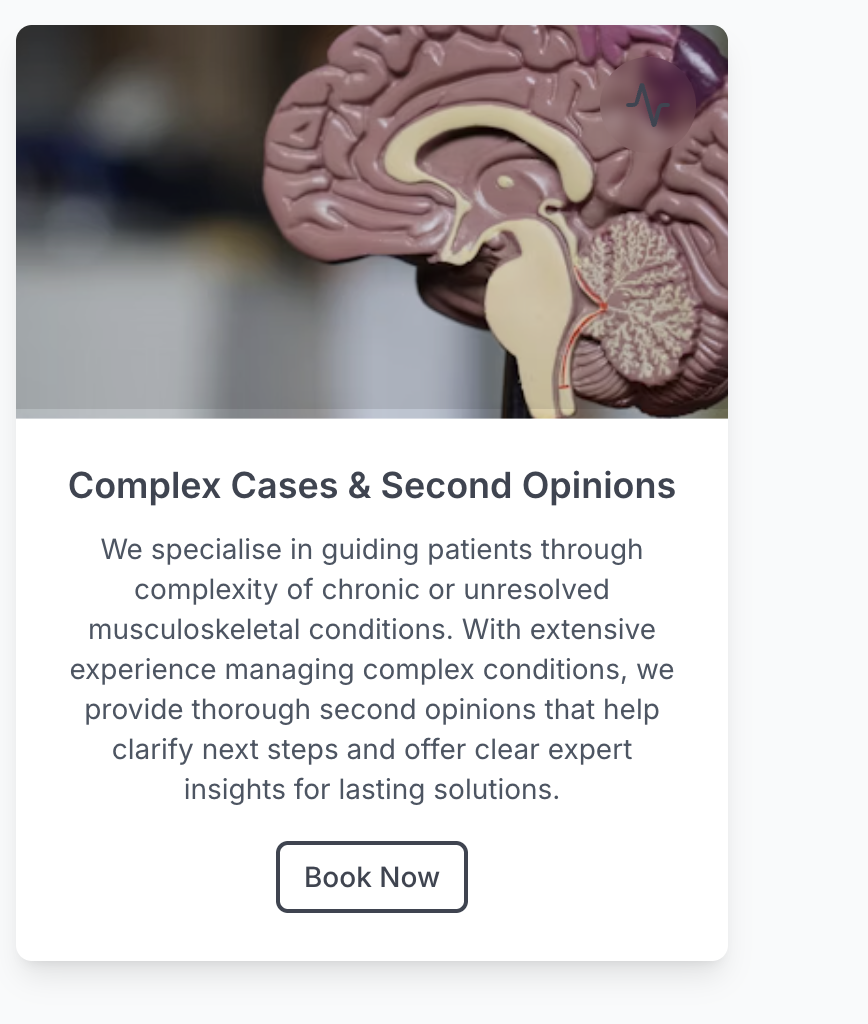 Complex Cases & Second Opinions
We specialise in guiding patients through
complexity of chronic or unresolved
musculoskeletal conditions. With extensive
experience managing complex conditions, we
provide thorough second opinions that help
clarify next steps and offer clear expert
insights for lasting solutions.
Book Now